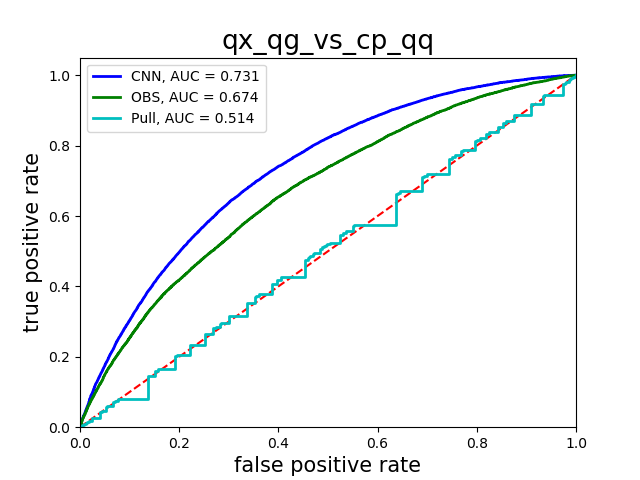 qx_qg_vs_cp_qq
CNN, AUC = 0.731
OBS, AUC = 0.674
Pull, AUC = 0.514
true positive rate
1.0
0.8
0.6
0.4
0.2
0.0
0.0 0.2 0.4 0.6 0.8 1.0
false positive rate